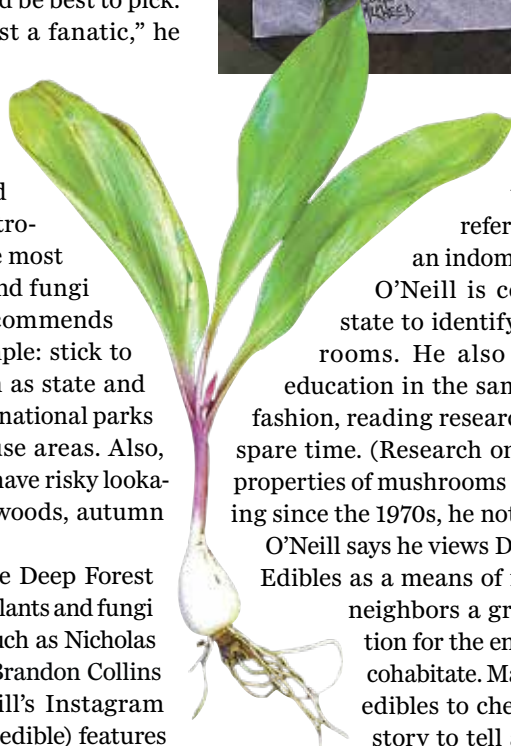 d be best to pick.
st a fanatic,” he
d
tro-
e most
nd fungi
commends
ple: stick to
as state and
national parks
use areas. Also,
have risky looka-
woods, autumn
e Deep Forest
lants and fungi
uch as Nicholas
Brandon Collins
ill’s Instagram
edible) features
refer
an indom
O’Neill is c
state to identify
rooms. He also
education in the sam
fashion, reading resear
spare time. (Research o
properties of mushrooms
ing since the 1970s, he not
O’Neill says he views D
Edibles as a means of
neighbors a gr
tion for the en
cohabitate. Ma
edibles to che
story to tell